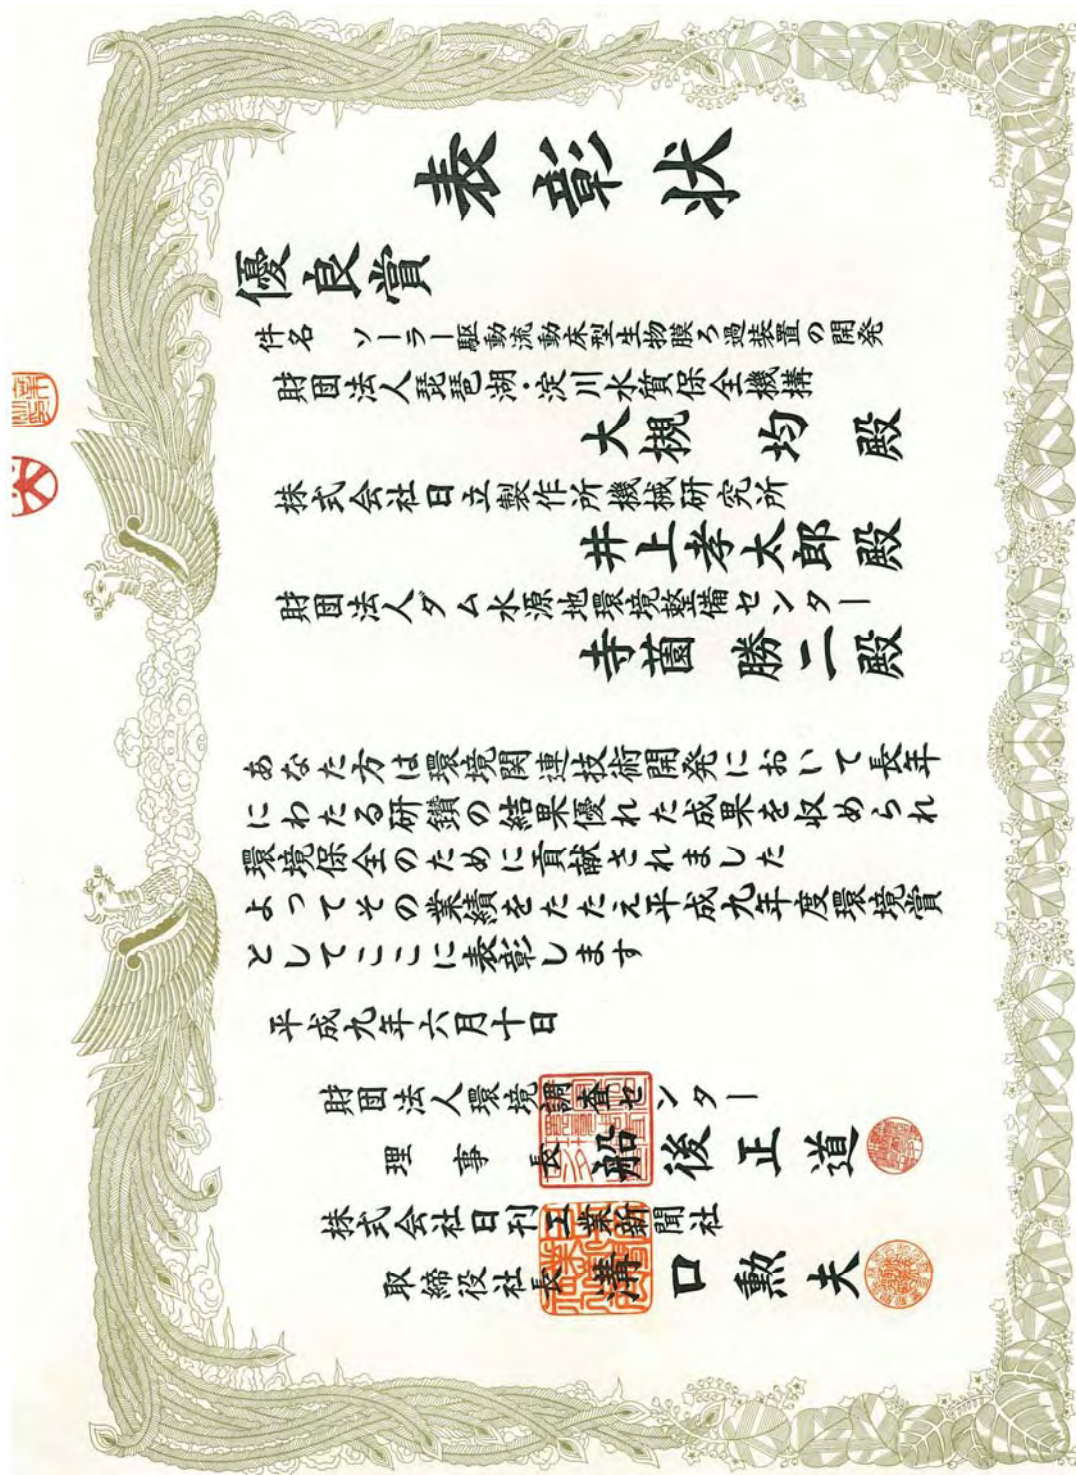 表彰状
優良賞
件名 ソーラー駆動流動床型生物膜ろ過装置の開発
財団法人琵琶湖・淀川水質保全機構
大槻 均 殿
株式会社日立製作所機械研究所
井上孝太郎殿
財団法人ダム水源地環境整備センター
寺薗 勝二殿
あなた方は環境関連技術開発において長年
にわたる研鑽の結果優れた成果を収められ
環境保全のために貢献されました
よってその業績をたたえ平成九年度環境賞
としてここに表彰します
平成九年六月十日
財団法人環境調査センター
理事長 船後正道
株式会社日刊工業新聞社
取締役社長 溝口勲夫